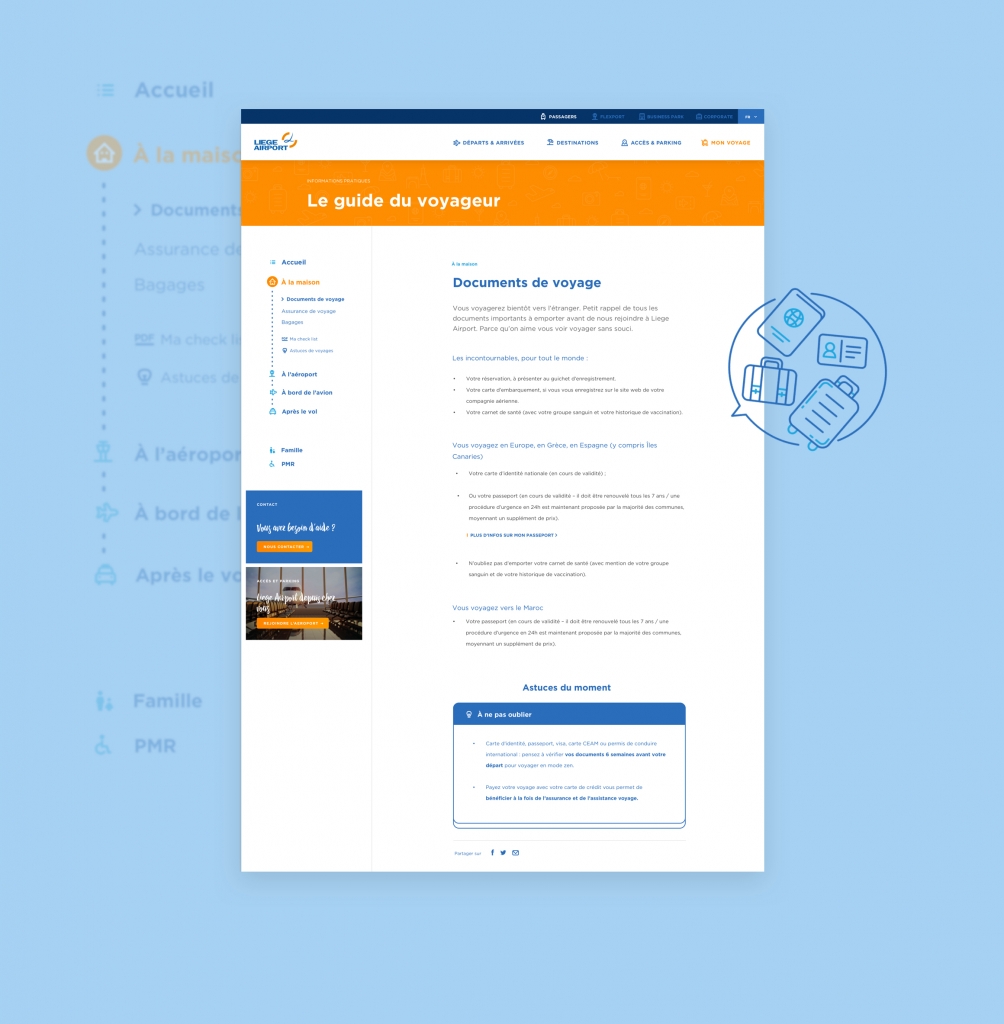 Accueil
À la maiso
Documents
Assurance de
Bagages
PDF Ma check li
Astuces de
À l'aéropor
À bord de l
Après le vo
Famille
PMR
PASSAGERS
FLEXPORT
BUSINESS PARK
CORPORATE
FR
LIEGE
AIRPORT
DÉPARTS & ARRIVÉES
DESTINATIONS
ACCÈS & PARKING
MON VOYAGE
INFORMATIONS PRATIQUES
Le guide du voyageur
Accueil
À la maison
Documents de voyage
Assurance de voyage
Bagages
PDF Ma check list
Astuces de voyages
À l'aéroport
À bord de l'avion
Après le vol
Famille
PMR
CONTACT
Vous avez besoin d'aide ?
NOUS CONTACTER
ACCÈS ET PARKING
Liege Airport depuis chez
vous
REJOINDRE L'AÉROPORT
À la maison
Documents de voyage
Vous voyagerez bientôt vers l'étranger. Petit rappel de tous les
documents importants à emporter avant de nous rejoindre à Liege
Airport. Parce qu'on aime vous voir voyager sans souci.
Les incontournables, pour tout le monde :
• Votre réservation, à présenter au guichet d'enregistrement.
• Votre carte d'embarquement, si vous vous enregistrez sur le site web de votre
compagnie aérienne.
• Votre carnet de santé (avec votre groupe sanguin et votre historique de vaccination).
Vous voyagez en Europe, en Grèce, en Espagne (y compris Îles
Canaries)
• Votre carte d'identité nationale (en cours de validité) ;
• Ou votre passeport (en cours de validité – il doit être renouvelé tous les 7 ans / une
procédure d'urgence en 24h est maintenant proposée par la majorité des communes,
moyennant un supplément de prix).
PLUS D'INFOS SUR MON PASSEPORT
• N'oubliez pas d'emporter votre carnet de santé (avec mention de votre groupe
sanguin et de votre historique de vaccination).
Vous voyagez vers le Maroc
• Votre passeport (en cours de validité – il doit être renouvelé tous les 7 ans / une
procédure d'urgence en 24h est maintenant proposée par la majorité des communes,
moyennant un supplément de prix).
Astuces du moment
À ne pas oublier
• Carte d'identité, passeport, visa, carte CEAM ou permis de conduire
international : pensez à vérifier vos documents 6 semaines avant votre
départ pour voyager en mode zen.
• Payez votre voyage avec votre carte de crédit vous permet de
bénéficier à la fois de l'assurance et de l'assistance voyage.
Partager sur